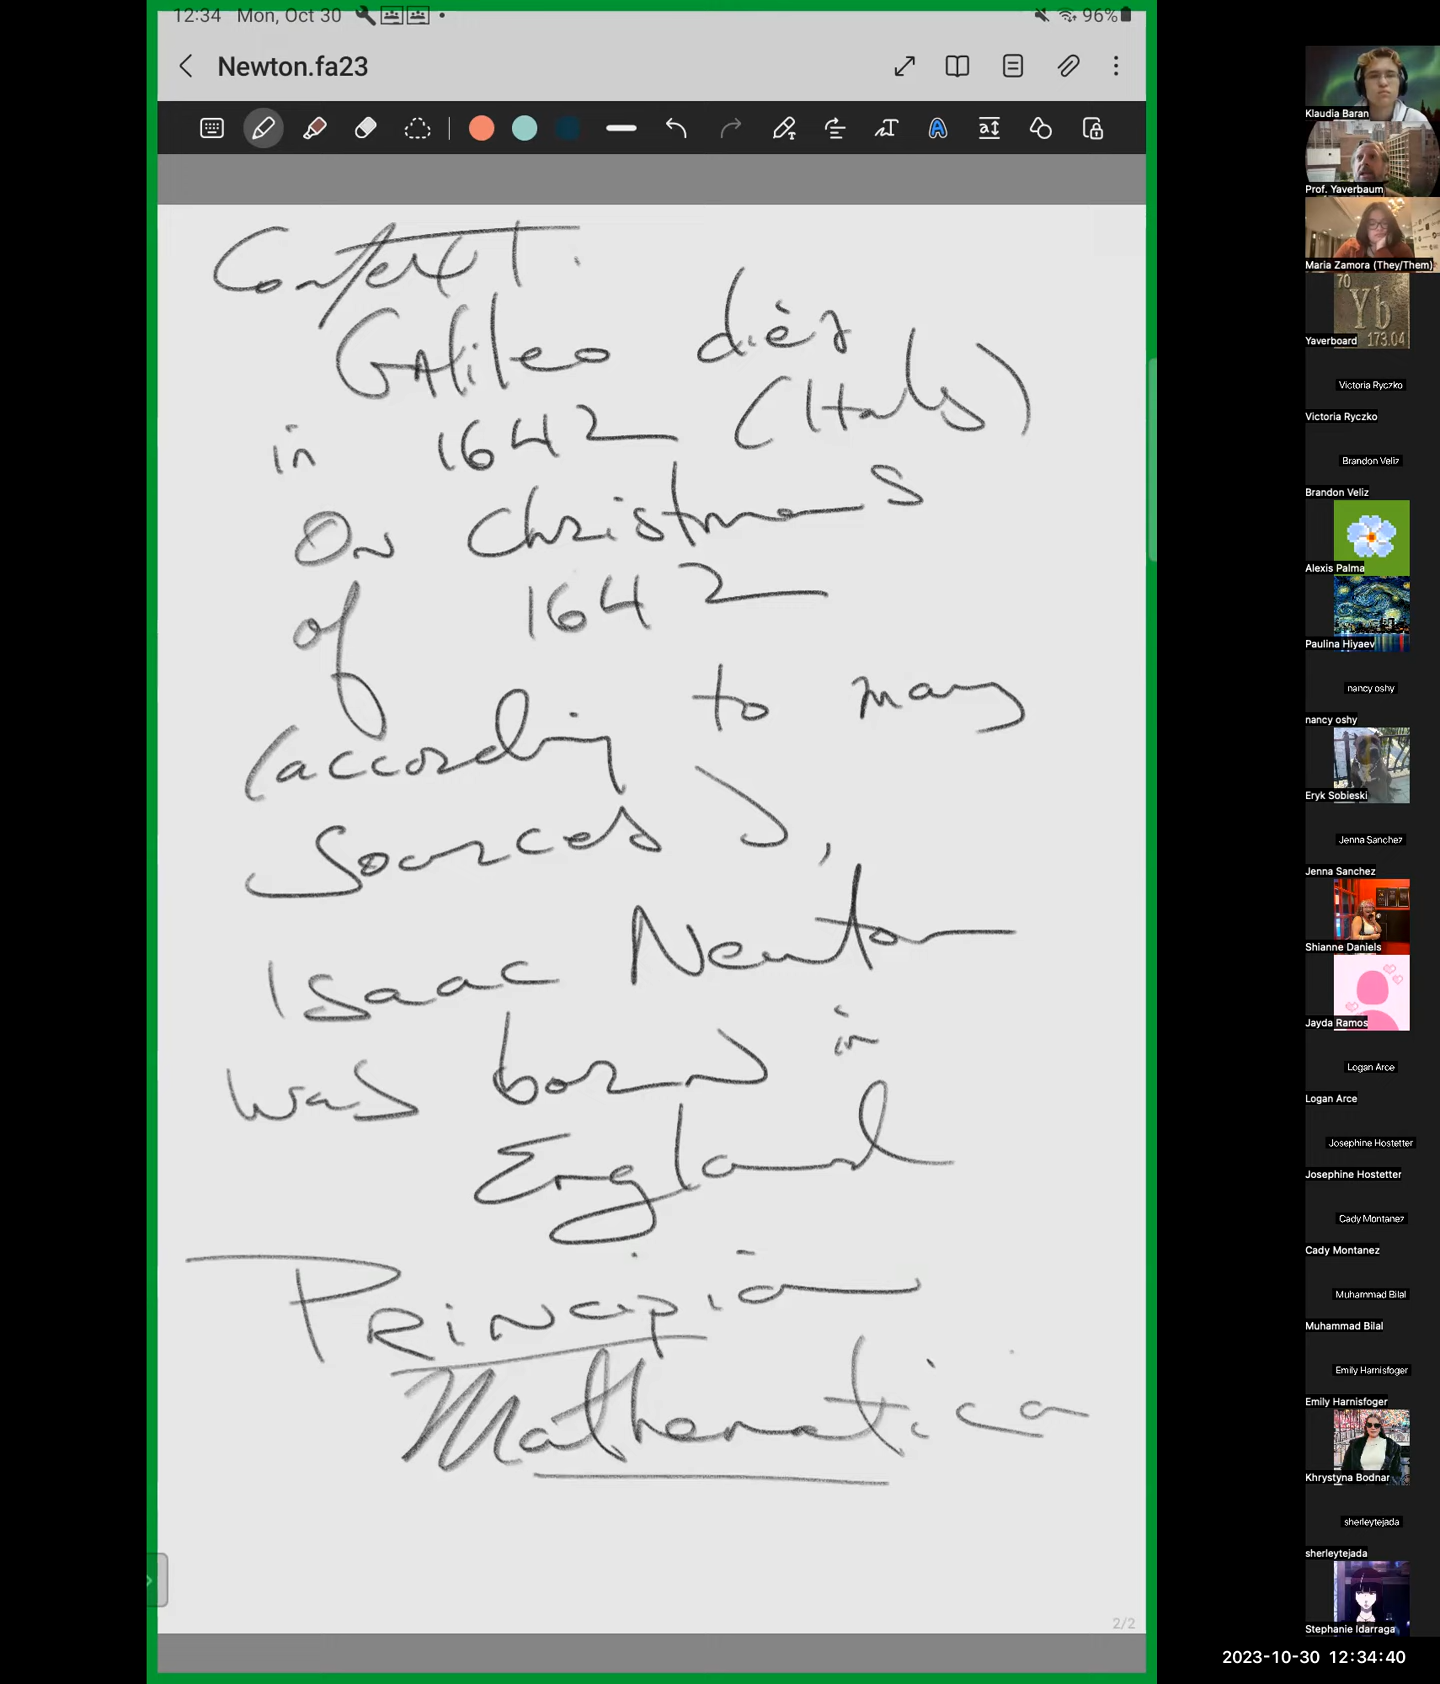 12:34 Mon, Oct 30 96%
Newton.fa23
Context:
Galileo dies
in 1642 (Italy)
On Christmas
of 1642
(according to many
sources),
Isaac Newton
was born in
England
Principia
Mathematica
2/2
Klaudia Baran
Prof. Yaverbaum
Maria Zamora (They/Them)
70
Yb
173.04
Yaverboard
Victoria Ryczko
Victoria Ryczko
Brandon Veliz
Brandon Veliz
Alexis Palma
Paulina Hiyaev
nancy oshy
nancy oshy
Eryk Sobieski
Jenna Sanchez
Jenna Sanchez
Shianne Daniels
Jayda Ramos
Logan Arce
Logan Arce
Josephine Hostetter
Josephine Hostetter
Cady Montanez
Cady Montanez
Muhammad Bilal
Muhammad Bilal
Emily Harnisfoger
Emily Harnisfoger
Khrystyna Bodnar
sherleytejada
sherleytejada
Stephanie Idarraga
2023-10-30 12:34:40